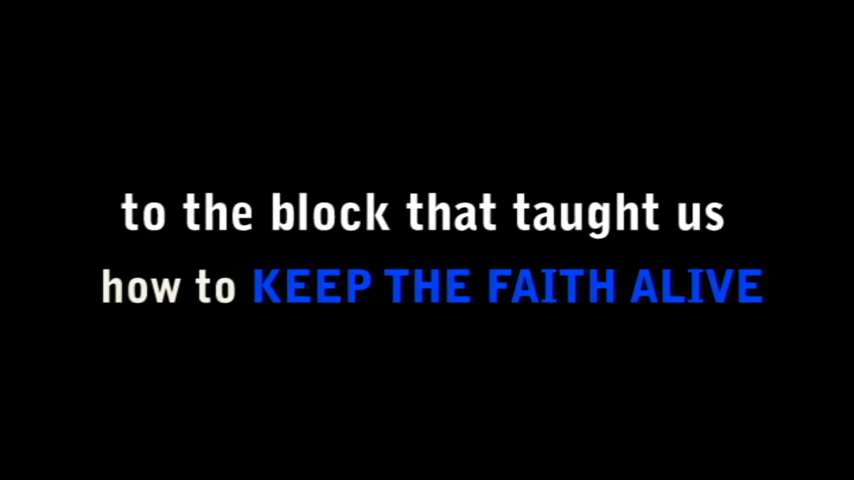 to the block that taught us
how to KEEP THE FAITH ALIVE